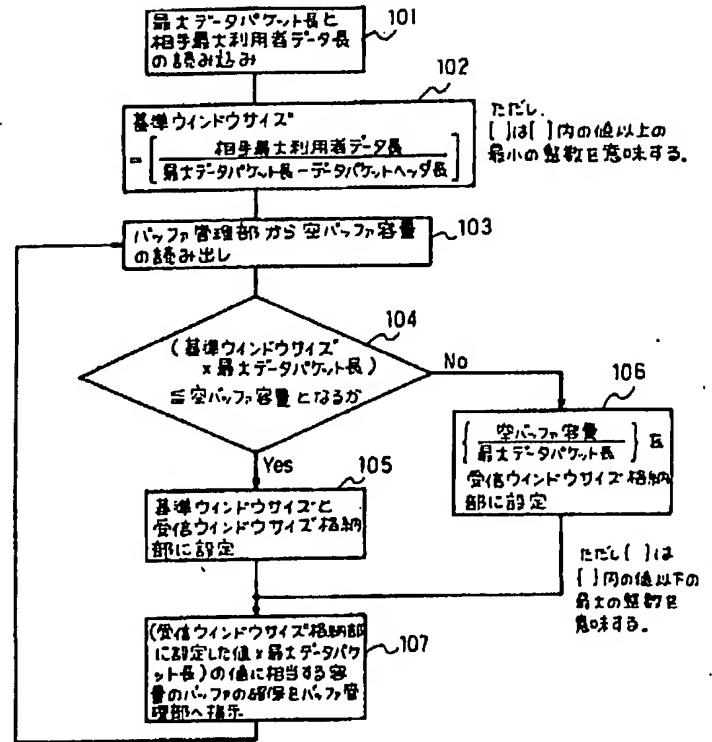 最大データパケット長と
相手最大利用者データ長
の読み込み
101
102
基準ウインドウサイズ
= [ 相手最大利用者データ長
最大データパケット長-データパケットヘッダ長 ]
ただし、
[ ]は[ ]内の値以上の
最小の整数を意味する。
バッファ管理部から空バッファ容量
の読み出し
103
104
(基準ウインドウサイズ
×最大データパケット長)
≦空バッファ容量となるか
No
Yes
105
基準ウインドウサイズと
受信ウインドウサイズ格納
部に設定
106
{ 空バッファ容量
最大データパケット長 } を
受信ウインドウサイズ格納
部に設定
ただし{ }は
{ }内の値以下の
最大の整数を
意味する。
(受信ウインドウサイズ格納部
に設定した値×最大データパケ
ット長)の値に相当する容
量のバッファの確保をバッファ管
理部へ指示
107